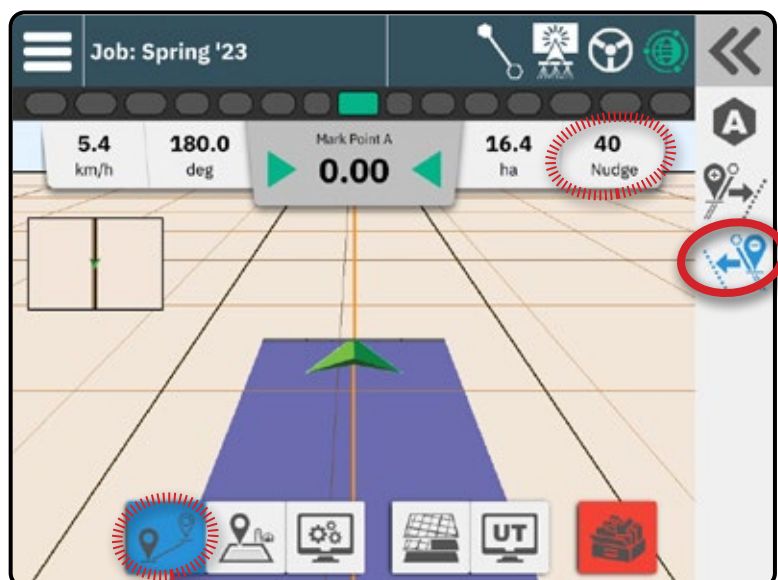 Job: Spring '23
5.4
km/h
180.0
deg
Mark Point A
0.00
16.4
ha
40
Nudge
A
UT